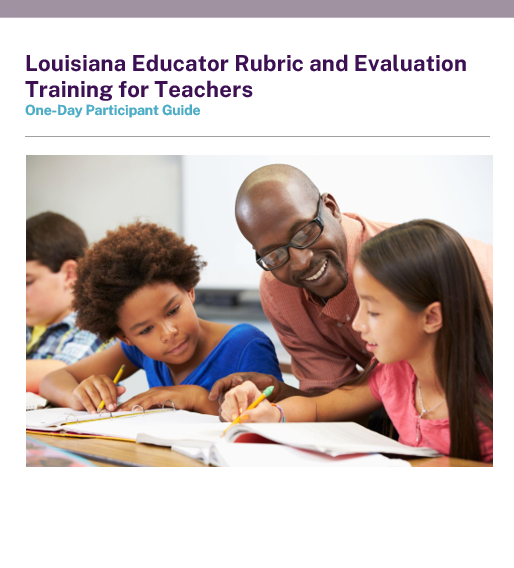 Louisiana Educator Rubric and Evaluation
Training for Teachers
One-Day Participant Guide